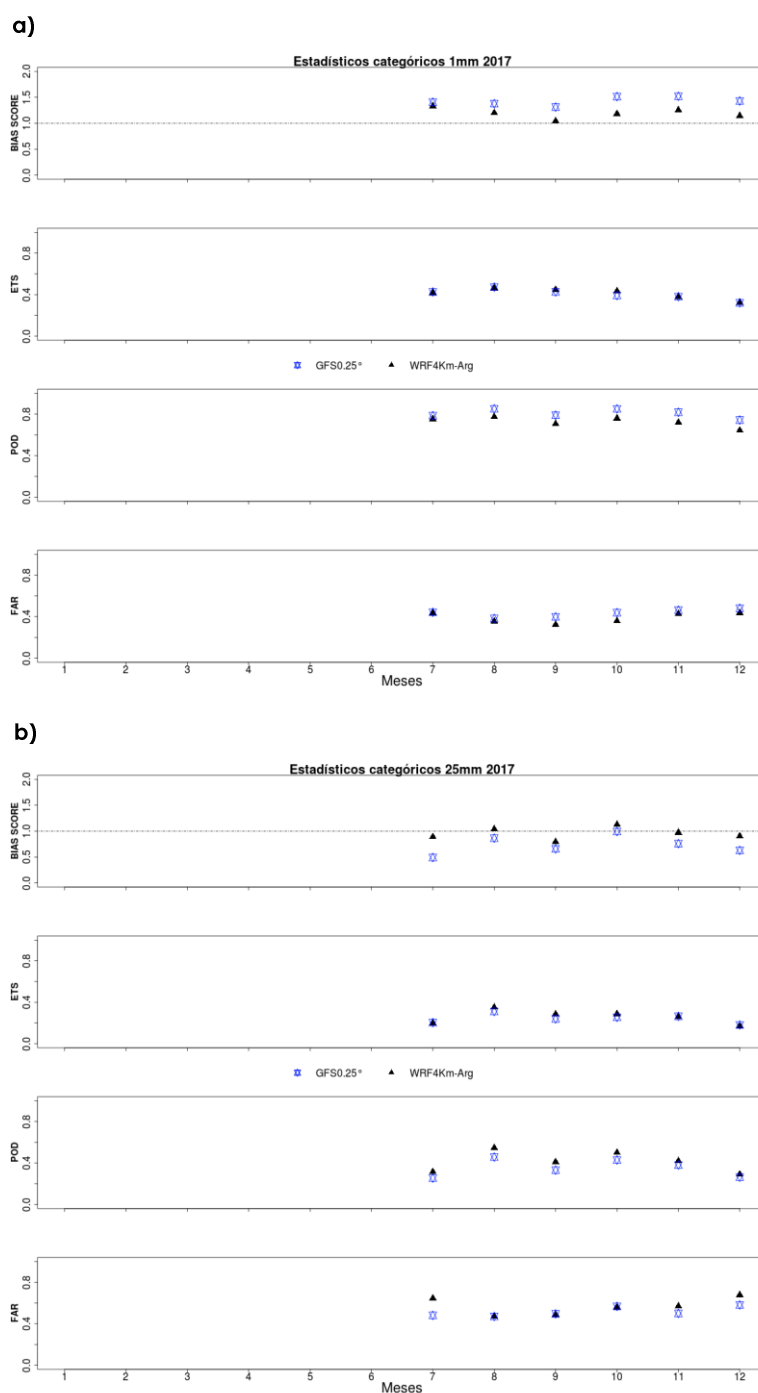 a)
Estadísticos categóricos 1mm 2017
BIAS SCORE
0.0 0.5 1.0 1.5 2.0
ETS
0.0 0.4 0.8
GFS0.25° WRF4Km-Arg
POD
0.0 0.4 0.8
FAR
0.0 0.4 0.8
1 2 3 4 5 6 7 8 9 10 11 12
Meses
b)
Estadísticos categóricos 25mm 2017
BIAS SCORE
0.0 0.5 1.0 1.5 2.0
ETS
0.0 0.4 0.8
GFS0.25° WRF4Km-Arg
POD
0.0 0.4 0.8
FAR
0.0 0.4 0.8
1 2 3 4 5 6 7 8 9 10 11 12
Meses